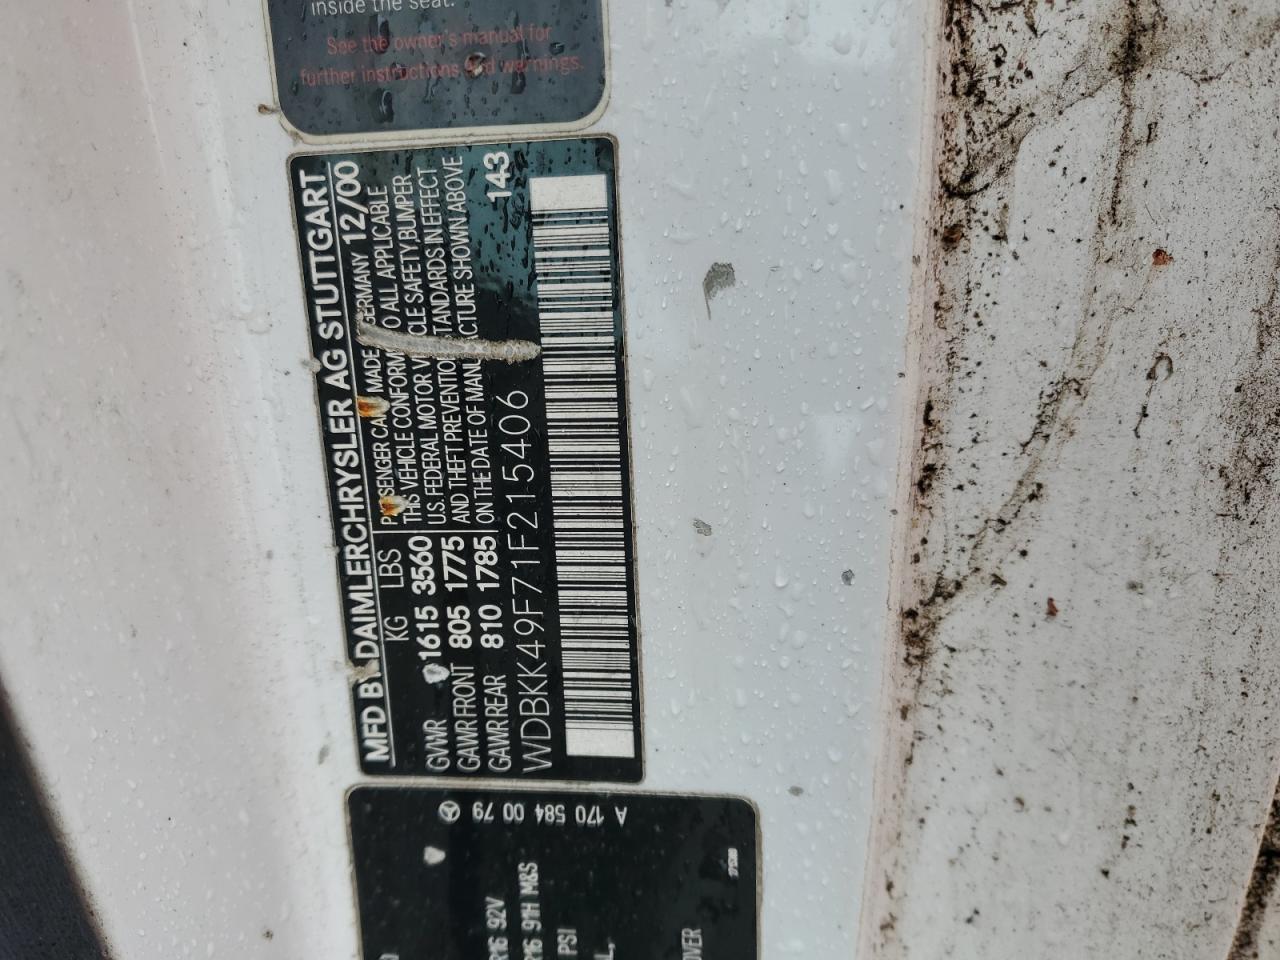 inside the seat.
See the owner's manual for
further instructions and warnings.
MFD BY DAIMLERCHRYSLER AG STUTTGART
KG LBS PASSENGER CAR MADE GERMANY 12/00
GVWR 1615 3560 THIS VEHICLE CONFORM O ALL APPLICABLE
U.S. FEDERAL MOTOR VEHICLE SAFETY BUMPER
GAWR FRONT 805 1775 AND THEFT PREVENTION STANDARDS IN EFFECT
GAWR REAR 810 1785 ON THE DATE OF MANUFACTURE SHOWN ABOVE
WDBKK49F71F215406 143
A 170 584 00 79
R16 92V
R16 91H M&S
PSI
OVER